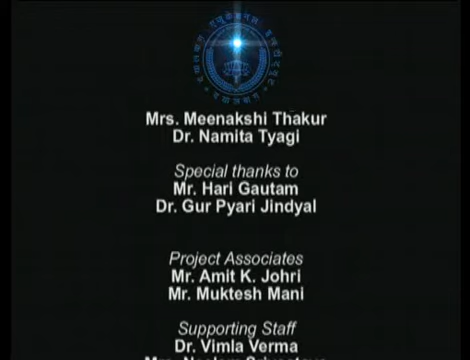 Mrs. Meenakshi Thakur
Dr. Namita Tyagi
Special thanks to
Mr. Hari Gautam
Dr. Gur Pyari Jindyal
Project Associates
Mr. Amit K. Johri
Mr. Muktesh Mani
Supporting Staff
Dr. Vimla Verma